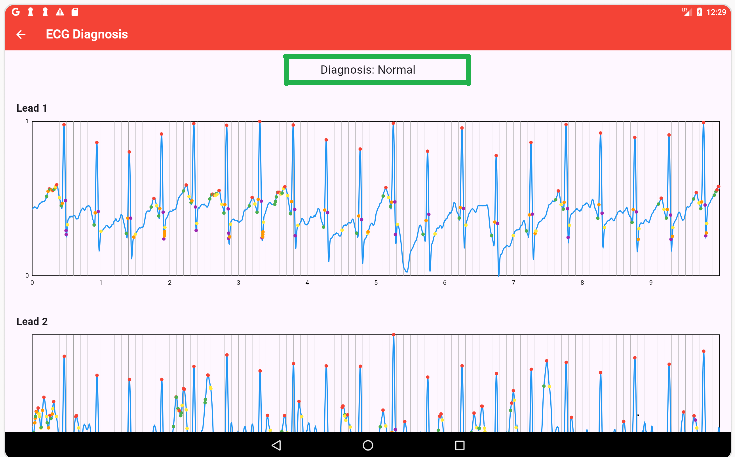 G 12:29
ECG Diagnosis
Diagnosis: Normal
Lead 1
1
0
0 1 2 3 4 5 6 7 8 9
Lead 2